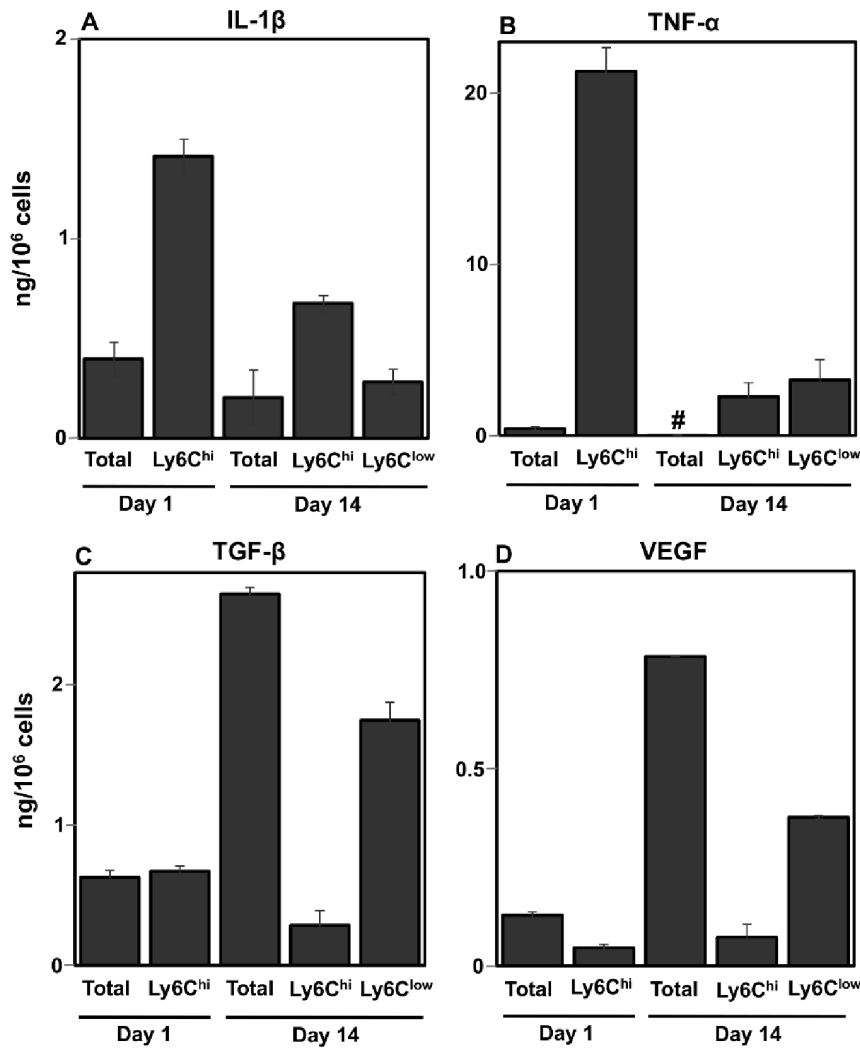 A IL-1β
2
1
0
ng/10⁶ cells
Total Ly6Cʰⁱ Total Ly6Cʰⁱ Ly6Cˡᵒʷ
Day 1 Day 14
B TNF-α
20
10
0
#
Total Ly6Cʰⁱ Total Ly6Cʰⁱ Ly6Cˡᵒʷ
Day 1 Day 14
C TGF-β
2
1
0
ng/10⁶ cells
Total Ly6Cʰⁱ Total Ly6Cʰⁱ Ly6Cˡᵒʷ
Day 1 Day 14
D VEGF
1.0
0.5
0
Total Ly6Cʰⁱ Total Ly6Cʰⁱ Ly6Cˡᵒʷ
Day 1 Day 14